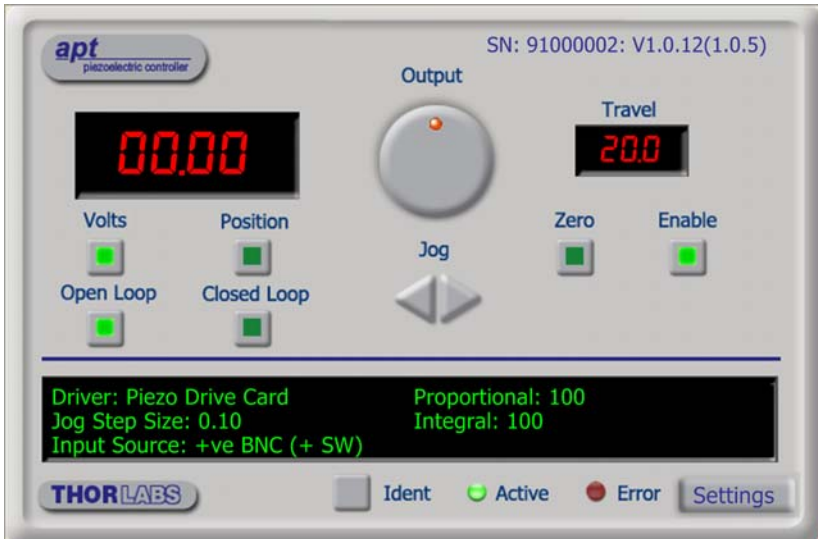 apt
piezoelectric controller
SN: 91000002: V1.0.12(1.0.5)
Output
Travel
00.00
20.0
Volts
Position
Zero
Enable
Jog
Open Loop
Closed Loop
Driver: Piezo Drive Card
Proportional: 100
Jog Step Size: 0.10
Integral: 100
Input Source: +ve BNC (+ SW)
THORLABS
Ident
Active
Error
Settings